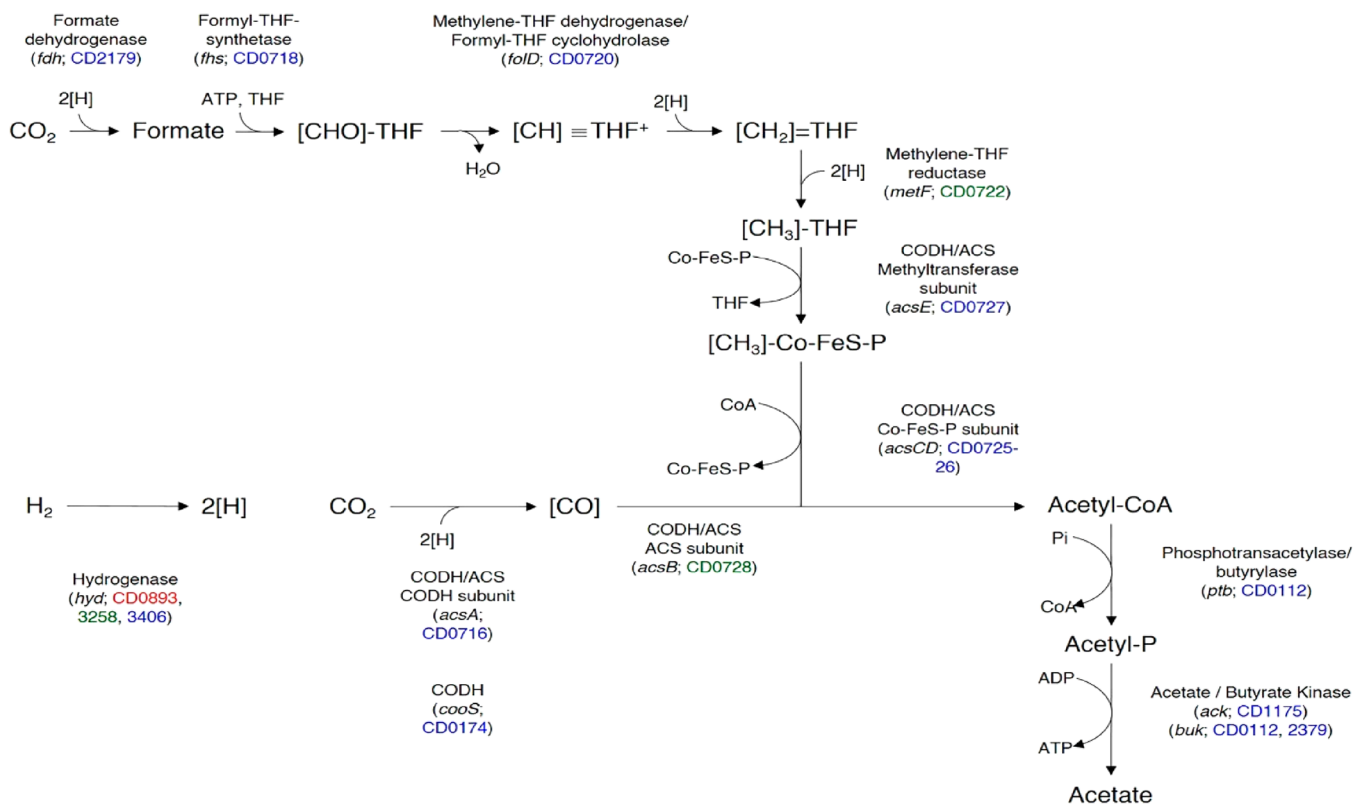 Formate
dehydrogenase
(fdh; CD2179)
Formyl-THF-
synthetase
(fhs; CD0718)
Methylene-THF dehydrogenase/
Formyl-THF cyclohydrolase
(folD; CD0720)
2[H]
ATP, THF
2[H]
CO2
Formate
[CHO]-THF
[CH] ≡THF+
[CH2]=THF
H2O
2[H]
Methylene-THF
reductase
(metF; CD0722)
[CH3]-THF
Co-FeS-P
THF
CODH/ACS
Methyltransferase
subunit
(acsE; CD0727)
[CH3]-Co-FeS-P
CoA
Co-FeS-P
CODH/ACS
Co-FeS-P subunit
(acsCD; CD0725-
26)
H2
2[H]
CO2
[CO]
Acetyl-CoA
2[H]
Hydrogenase
(hyd; CD0893,
3258, 3406)
CODH/ACS
CODH subunit
(acsA;
CD0716)
CODH
(cooS;
CD0174)
CODH/ACS
ACS subunit
(acsB; CD0728)
Pi
CoA
Phosphotransacetylase/
butyrylase
(ptb; CD0112)
Acetyl-P
ADP
ATP
Acetate / Butyrate Kinase
(ack; CD1175)
(buk; CD0112, 2379)
Acetate